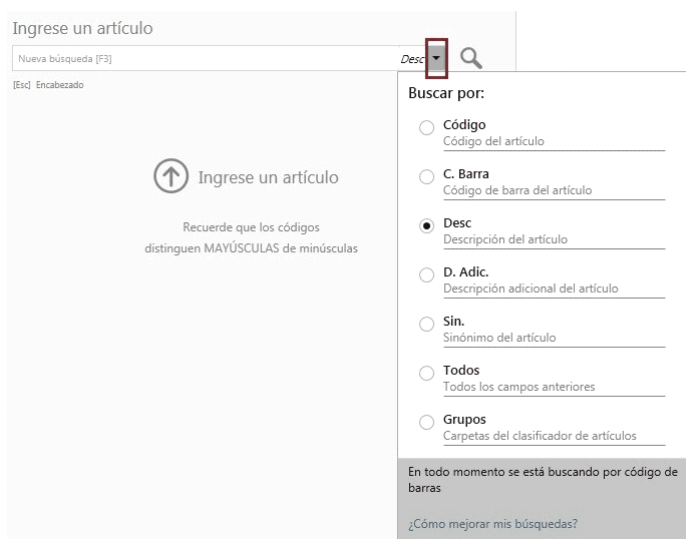 Ingrese un artículo
Nueva búsqueda [F3]
Desc
[Esc] Encabezado
Ingrese un artículo
Recuerde que los códigos
distinguen MAYÚSCULAS de minúsculas
Buscar por:
Código
Código del artículo
C. Barra
Código de barra del artículo
Desc
Descripción del artículo
D. Adic.
Descripción adicional del artículo
Sin.
Sinónimo del artículo
Todos
Todos los campos anteriores
Grupos
Carpetas del clasificador de artículos
En todo momento se está buscando por código de
barras
¿Cómo mejorar mis búsquedas?